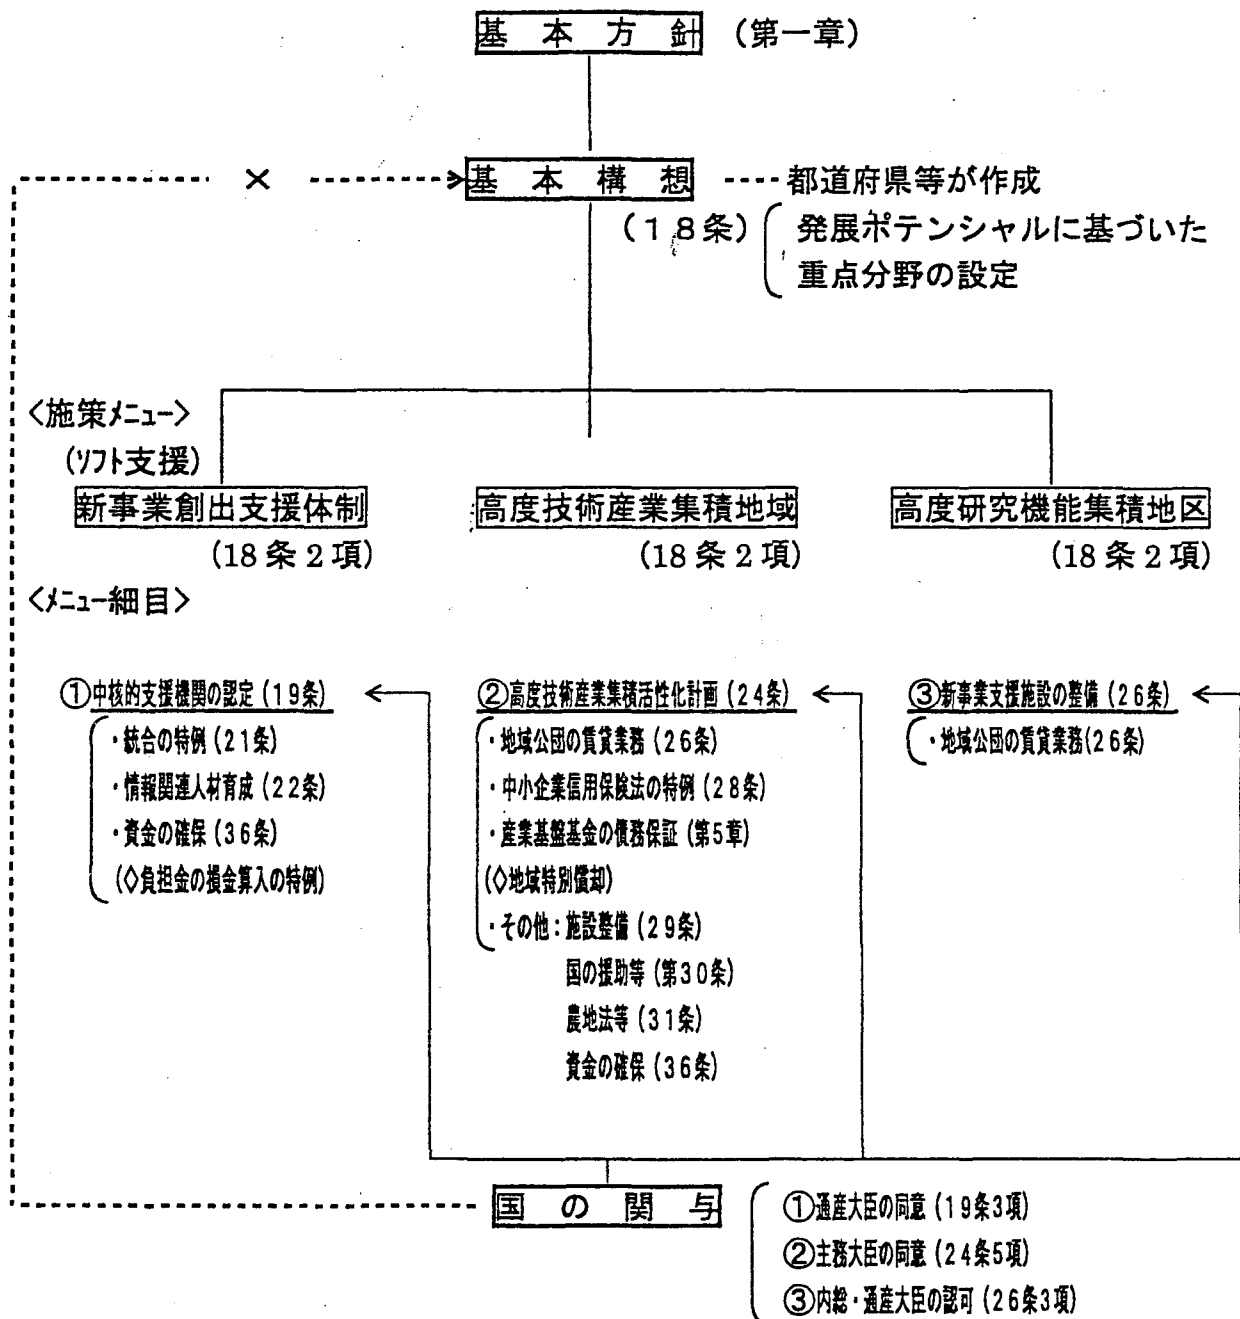 基本方針 (第一章)
× 基本構想 ----都道府県等が作成
(18条) 発展ポテンシャルに基づいた
重点分野の設定
<施策メニュー>
(ソフト支援)
新事業創出支援体制 高度技術産業集積地域 高度研究機能集積地区
(18条2項) (18条2項) (18条2項)
<メニュー細目>
①中核的支援機関の認定(19条)
・統合の特例(21条)
・情報関連人材育成(22条)
・資金の確保(36条)
(◇負担金の損金算入の特例)
②高度技術産業集積活性化計画(24条)
・地域公団の賃貸業務(26条)
・中小企業信用保険法の特例(28条)
・産業基盤基金の債務保証(第5章)
(◇地域特別償却)
・その他:施設整備(29条)
国の援助等(第30条)
農地法等(31条)
資金の確保(36条)
③新事業支援施設の整備(26条)
・地域公団の賃貸業務(26条)
国の関与
①通産大臣の同意(19条3項)
②主務大臣の同意(24条5項)
③内総・通産大臣の認可(26条3項)